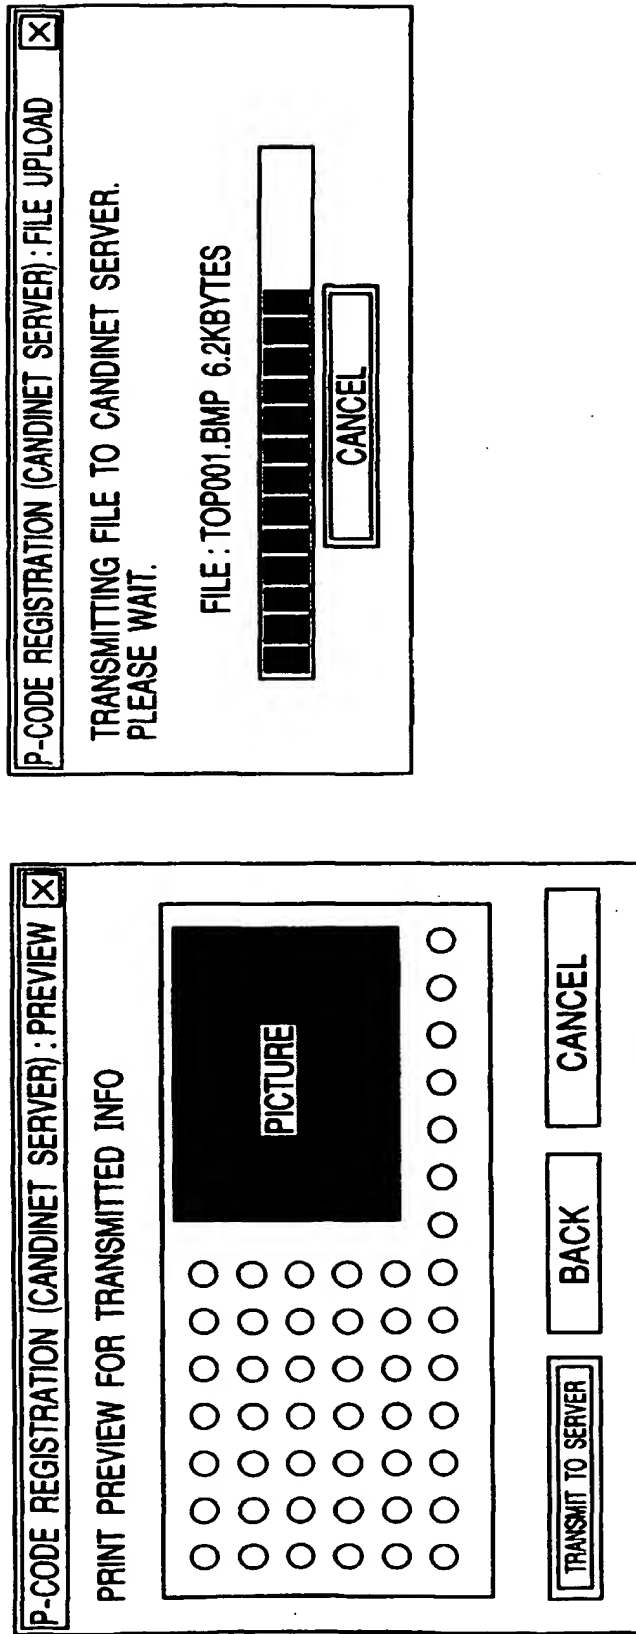 P-CODE REGISTRATION (CANDINET SERVER) : PREVIEW
PRINT PREVIEW FOR TRANSMITTED INFO
PICTURE
TRANSMIT TO SERVER
BACK
CANCEL
P-CODE REGISTRATION (CANDINET SERVER) : FILE UPLOAD
TRANSMITTING FILE TO CANDINET SERVER.
PLEASE WAIT.
FILE : TOP001.BMP 6.2KBYTES
CANCEL